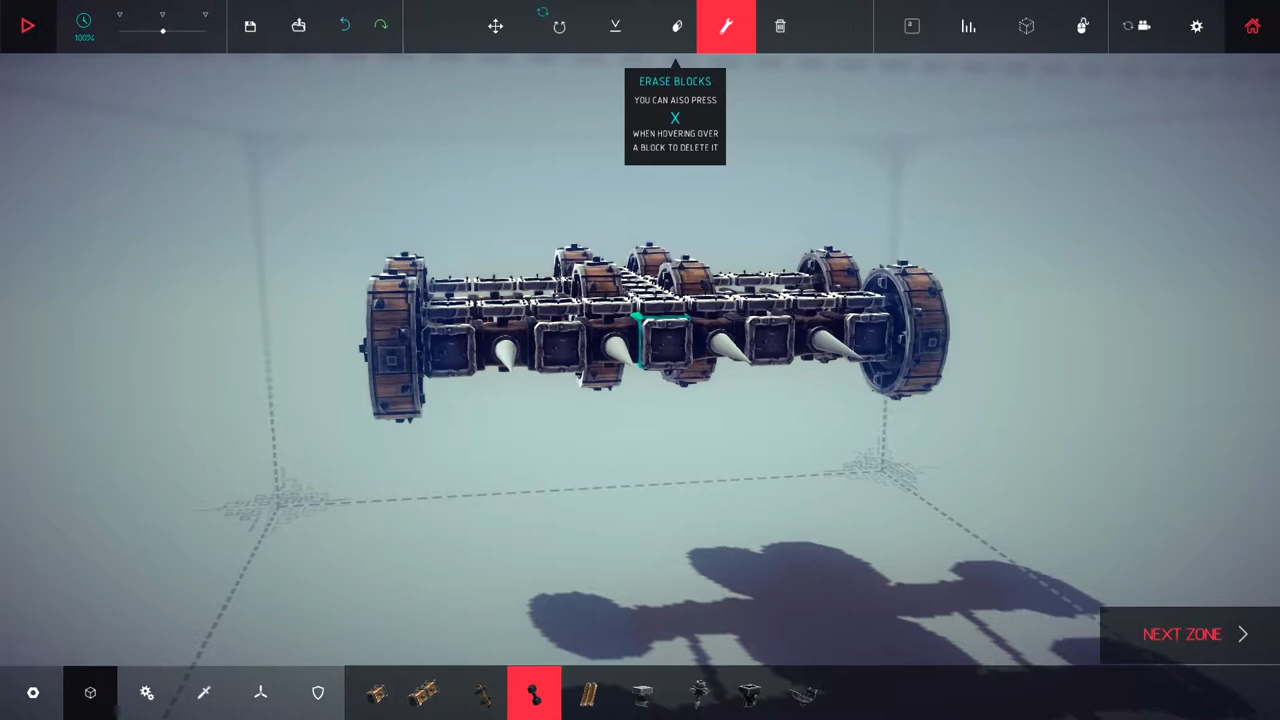 100%
ERASE BLOCKS
YOU CAN ALSO PRESS
X
WHEN HOVERING OVER
A BLOCK TO DELETE IT
NEXT ZONE